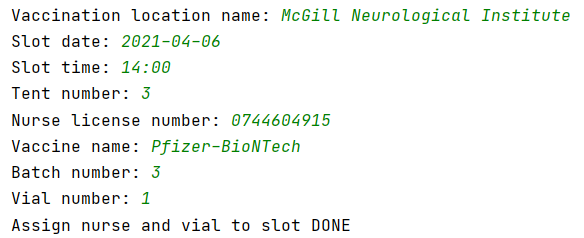 Vaccination location name: McGill Neurological Institute
Slot date: 2021-04-06
Slot time: 14:00
Tent number: 3
Nurse license number: 0744604915
Vaccine name: Pfizer-BioNTech
Batch number: 3
Vial number: 1
Assign nurse and vial to slot DONE